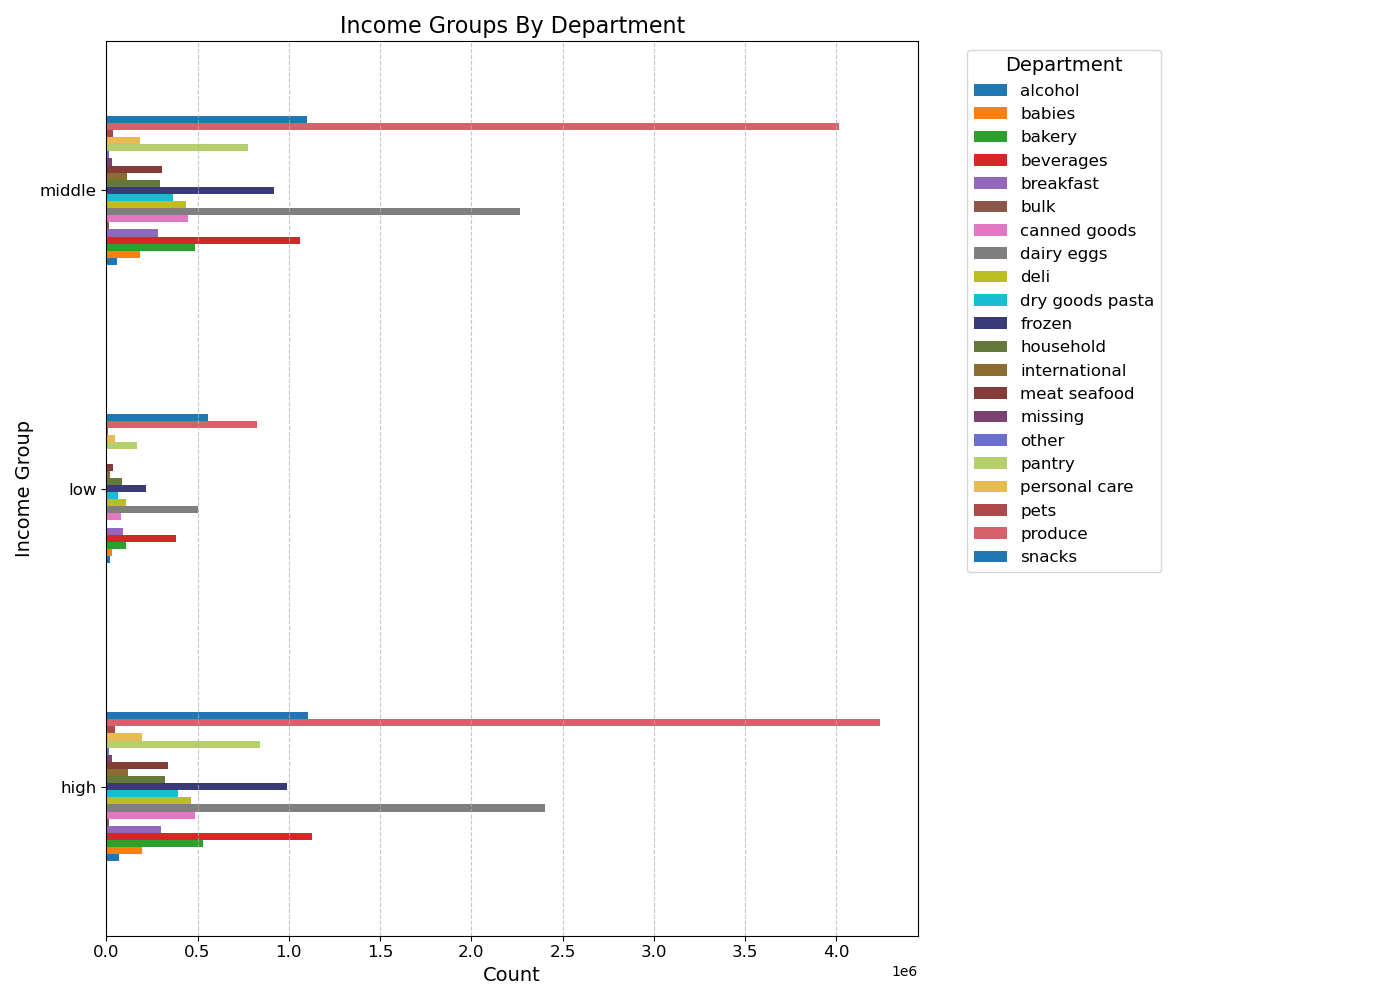 Income Groups By Department
Department
alcohol
babies
bakery
beverages
breakfast
bulk
canned goods
dairy eggs
deli
dry goods pasta
frozen
household
international
meat seafood
missing
other
pantry
personal care
pets
produce
snacks
Income Group
middle
low
high
0.0 0.5 1.0 1.5 2.0 2.5 3.0 3.5 4.0
1e6
Count